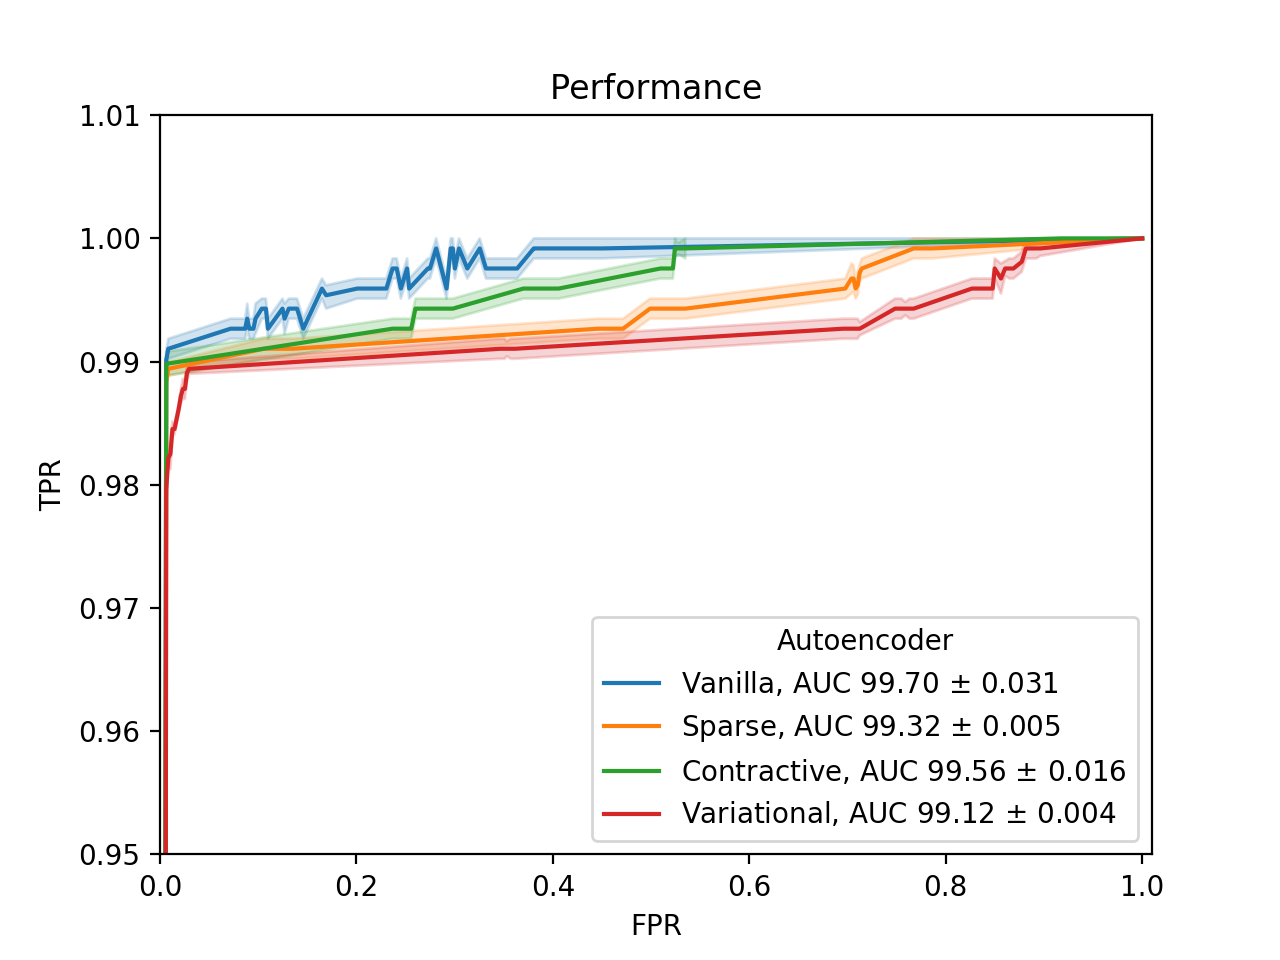 Performance
1.01
1.00
0.99
0.98
0.97
0.96
0.95
TPR
0.0 0.2 0.4 0.6 0.8 1.0
FPR
Autoencoder
Vanilla, AUC 99.70 ± 0.031
Sparse, AUC 99.32 ± 0.005
Contractive, AUC 99.56 ± 0.016
Variational, AUC 99.12 ± 0.004